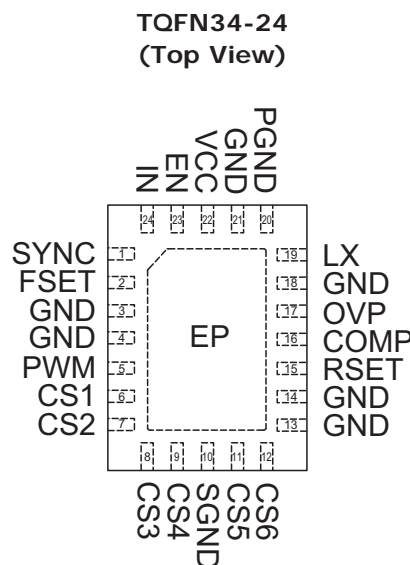 TQFN34-24
(Top View)
IN
EN
VCC
GND
PGND
24
23
22
21
20
SYNC 1
FSET 2
GND 3
GND 4
PWM 5
CS1 6
CS2 7
EP
19 LX
18 GND
17 OVP
16 COMP
15 RSET
14 GND
13 GND
8
9
10
11
12
CS3
CS4
SGND
CS5
CS6